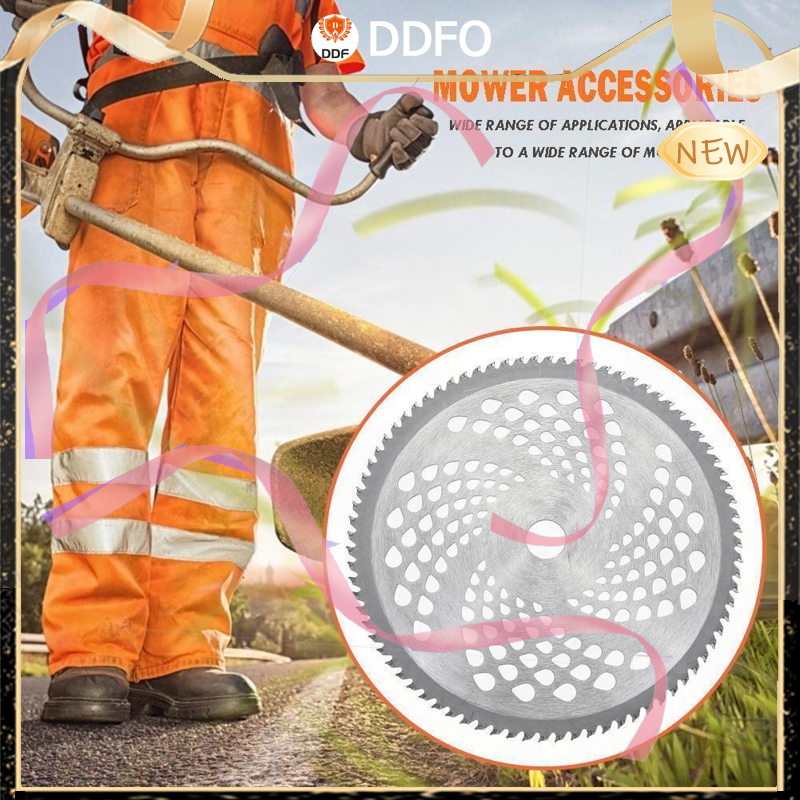 DDF
DDFO
MOWER ACCESSORIES
WIDE RANGE OF APPLICATIONS,
TO A WIDE RANGE OF
NEW